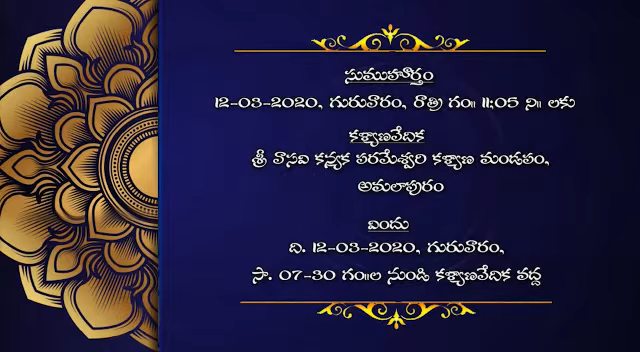 సుముహూర్తం
12-03-2020, గురువారం, రాత్రి గం॥ 11;05 ని॥ లకు
కళ్యాణవేదిక
శ్రీ వాసవి కన్యక పరమేశ్వరి కళ్యాణ మండపం,
అమలాపురం
విందు
ది. 12-03-2020, గురువారం,
సా. 07-30 గం॥ల నుండి కళ్యాణవేదిక వద్ద